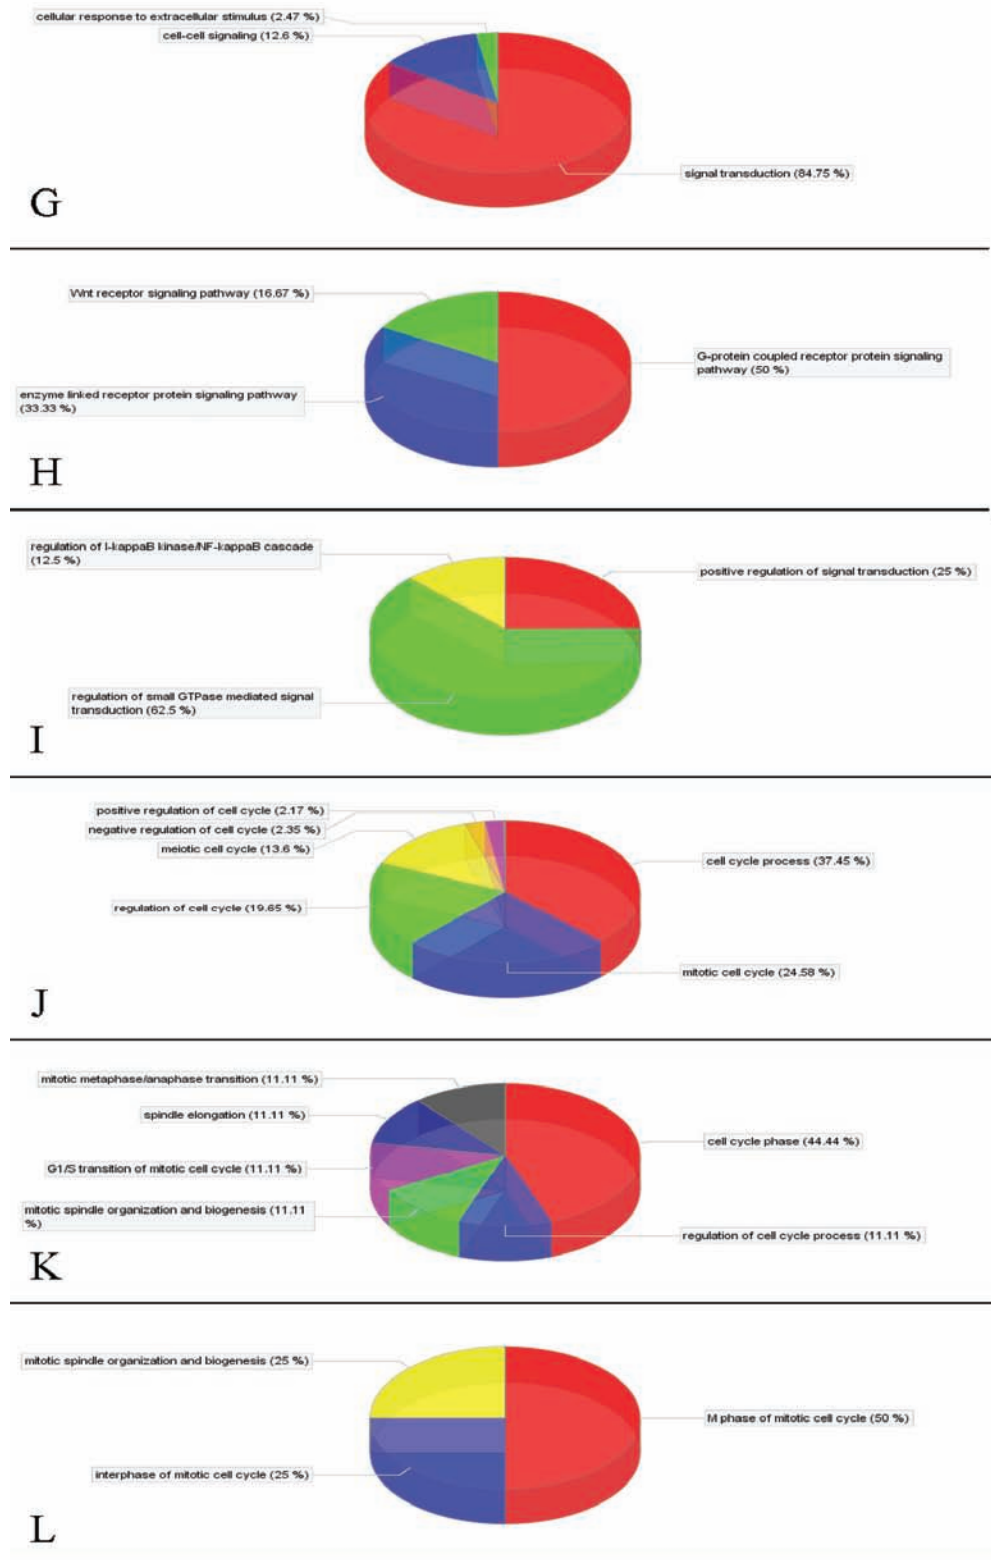 cellular response to extracellular stimulus (2.47 %)
cell-cell signaling (12.6 %)
signal transduction (84.75 %)
G
Wnt receptor signaling pathway (16.67 %)
G-protein coupled receptor protein signaling
pathway (50 %)
enzyme linked receptor protein signaling pathway
(33.33 %)
H
regulation of I-kappaB kinase/NF-kappaB cascade
(12.5 %)
positive regulation of signal transduction (25 %)
regulation of small GTPase mediated signal
transduction (62.5 %)
I
positive regulation of cell cycle (2.17 %)
negative regulation of cell cycle (2.35 %)
meiotic cell cycle (13.6 %)
cell cycle process (37.45 %)
regulation of cell cycle (19.65 %)
mitotic cell cycle (24.58 %)
J
mitotic metaphase/anaphase transition (11.11 %)
spindle elongation (11.11 %)
cell cycle phase (44.44 %)
G1/S transition of mitotic cell cycle (11.11 %)
mitotic spindle organization and biogenesis (11.11
%)
regulation of cell cycle process (11.11 %)
K
mitotic spindle organization and biogenesis (25 %)
M phase of mitotic cell cycle (50 %)
interphase of mitotic cell cycle (25 %)
L